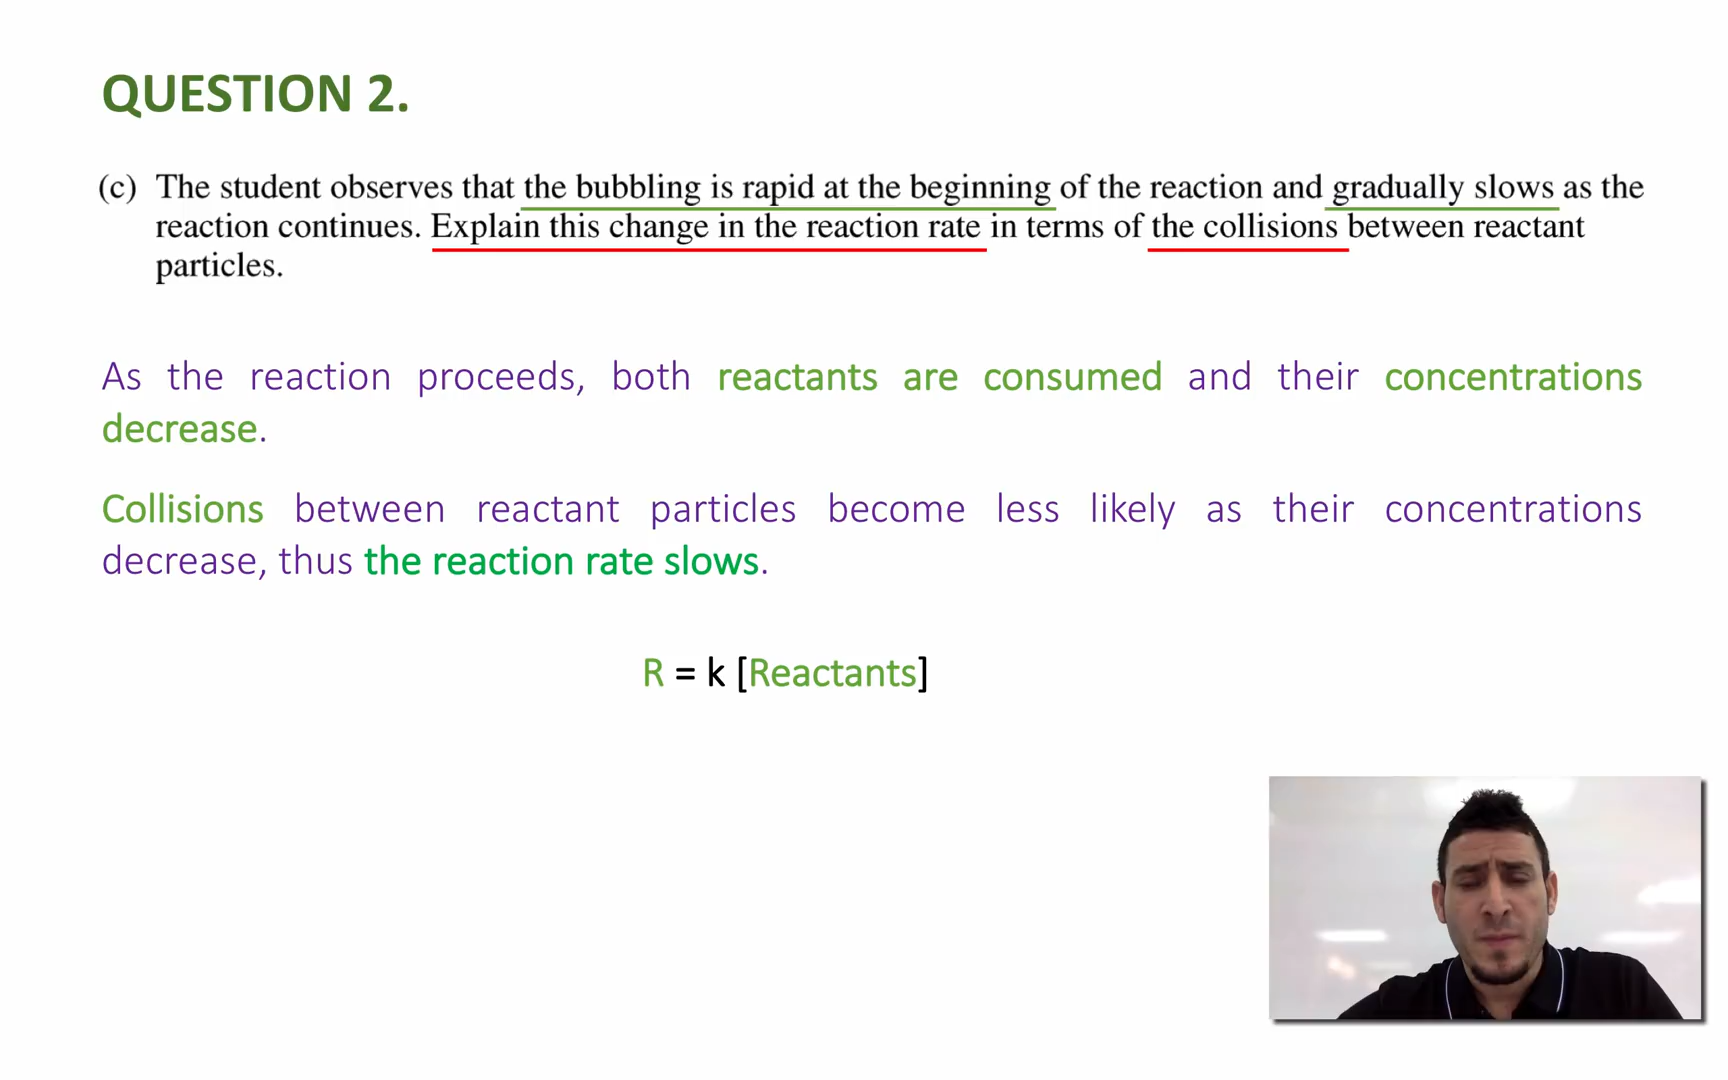 QUESTION 2.
(c) The student observes that the bubbling is rapid at the beginning of the reaction and gradually slows as the
reaction continues. Explain this change in the reaction rate in terms of the collisions between reactant
particles.
As the reaction proceeds, both reactants are consumed and their concentrations
decrease.
Collisions between reactant particles become less likely as their concentrations
decrease, thus the reaction rate slows.
R = k [Reactants]